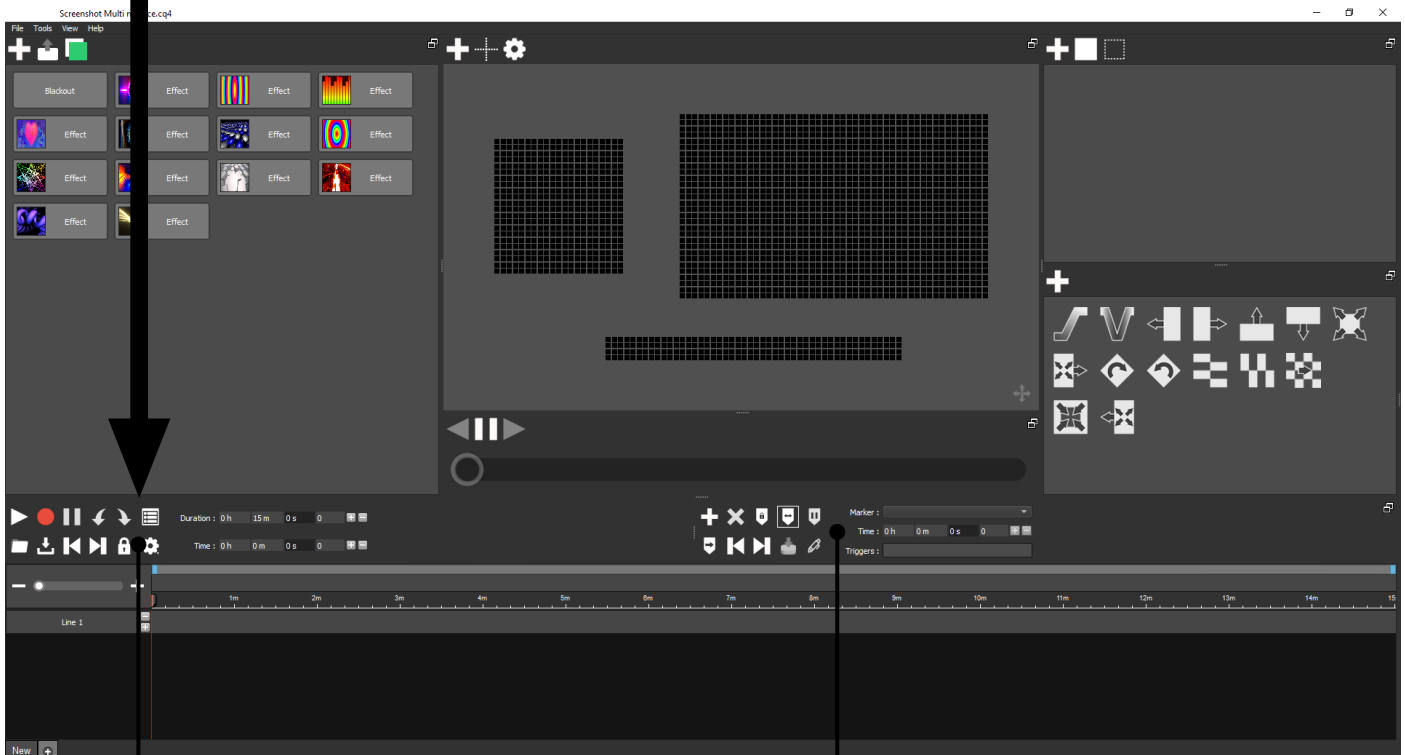 Screenshot Multi ce.cq4
File Tools View Help
Blackout Effect Effect Effect
Effect Effect Effect Effect
Effect Effect Effect Effect
Effect Effect
Duration : 0 h 15 m 0 s 0
Marker :
Time : 0 h 0 m 0 s 0
Time : 0 h 0 m 0 s 0
Triggers :
1m 2m 3m 4m 5m 6m 7m 8m 9m 10m 11m 12m 13m 14m 15
Line 1
New